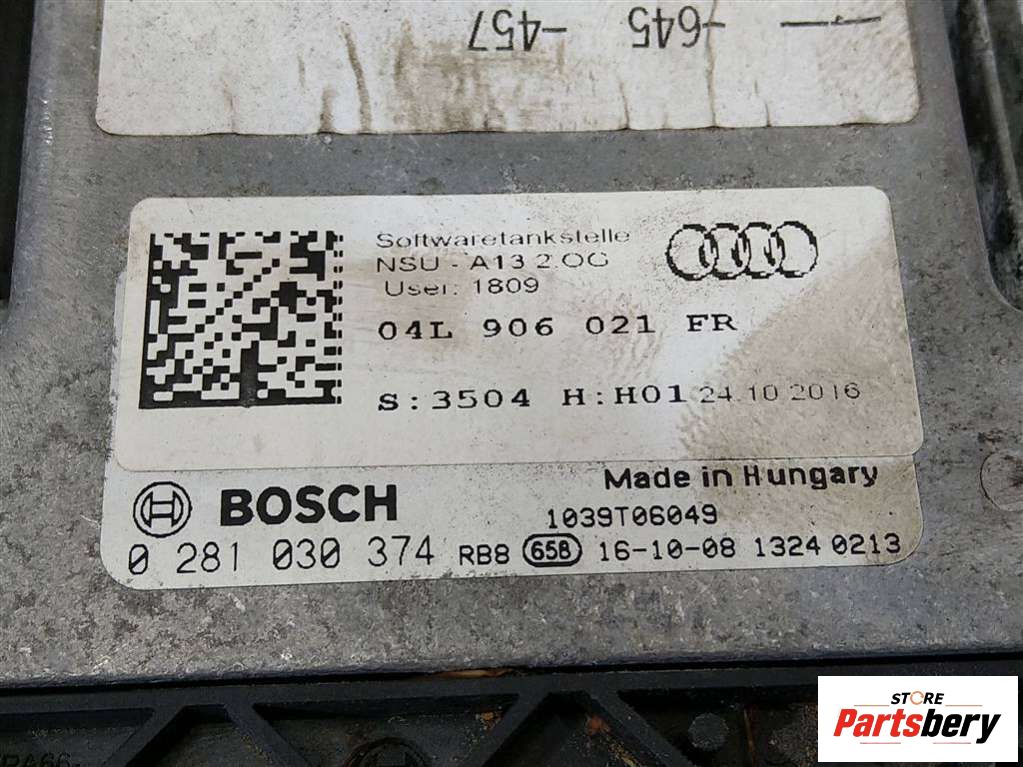 -645 -457
Softwaretankstelle
NSU - A13 2.OG
User: 1809
04L 906 021 FR
S:3504 H:H01 24.10.2016
Made in Hungary
BOSCH
1039T06049
0 281 030 374 RB8 658 16-10-08 1324 0213
STORE
Partsbery